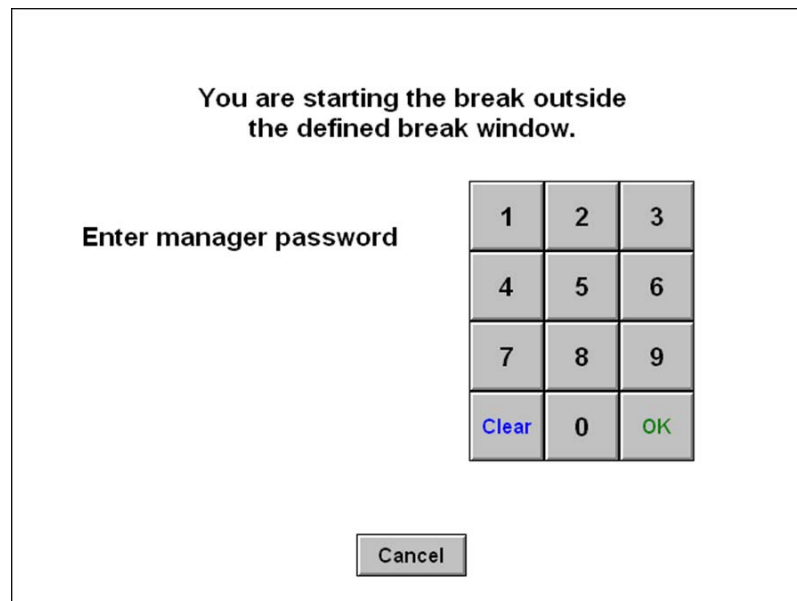 You are starting the break outside
the defined break window.
Enter manager password
1 2 3
4 5 6
7 8 9
Clear 0 OK
Cancel